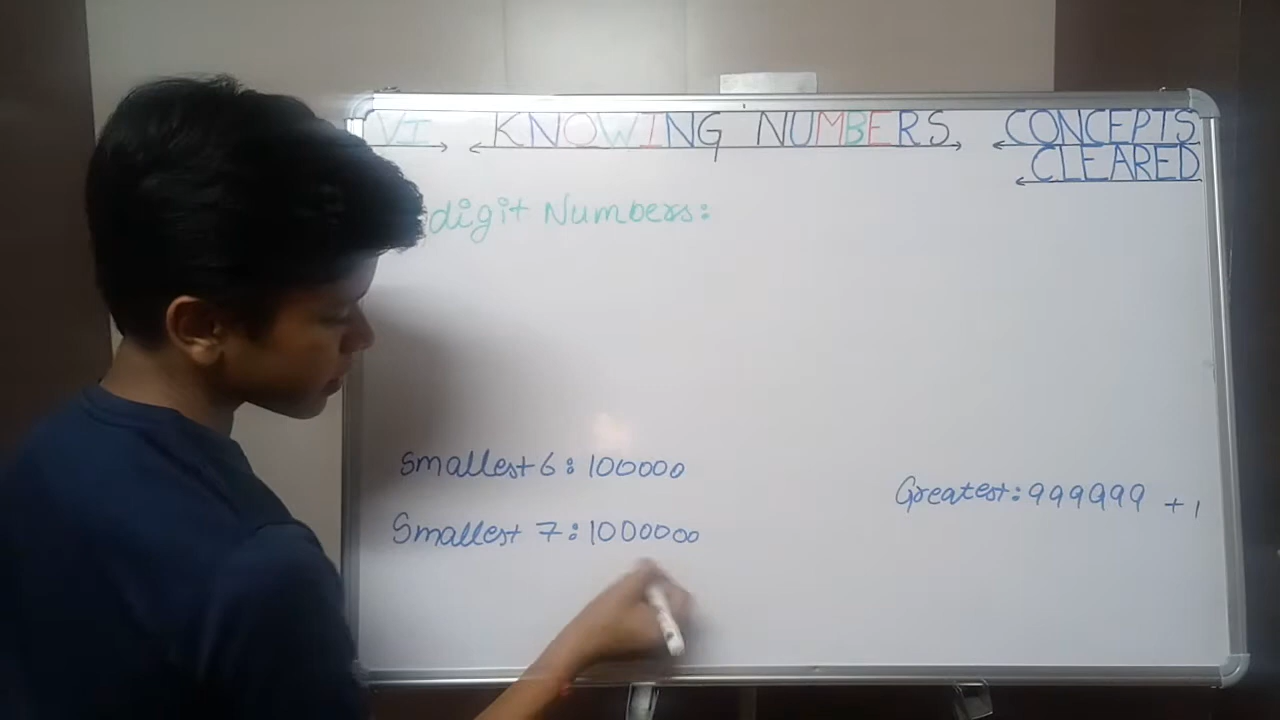 VI KNOWING NUMBERS CONCEPTS
CLEARED
digit Numbers:
Smallest 6: 100000
Greatest: 999999 + 1
Smallest 7: 1000000